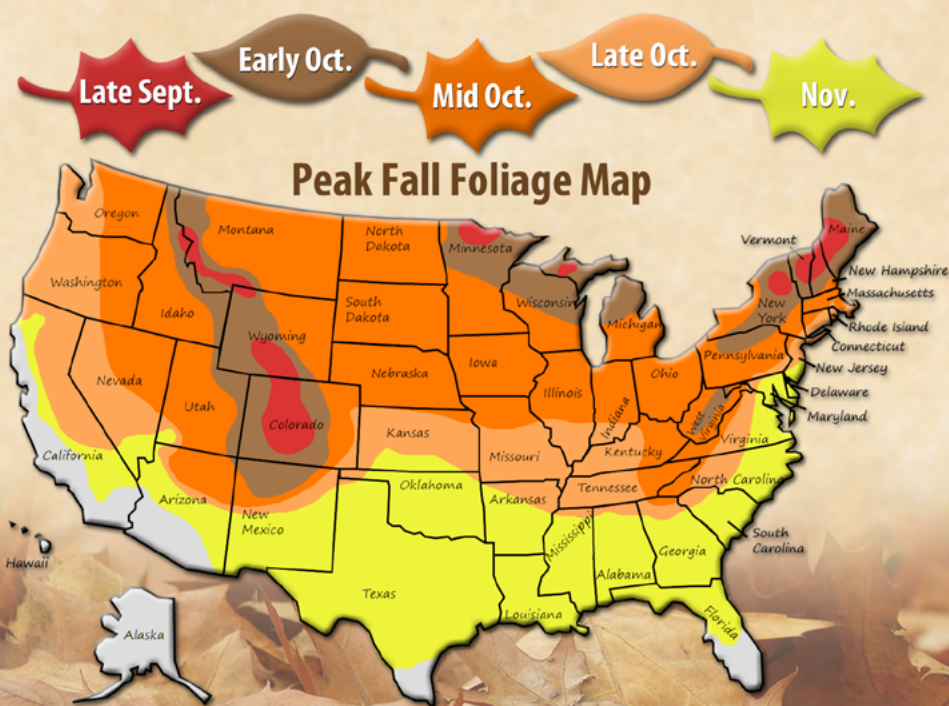 Late Sept.
Early Oct.
Mid Oct.
Late Oct.
Nov.
Peak Fall Foliage Map
Oregon
Montana
North
Dakota
Minnesota
Vermont
Maine
Washington
Idaho
South
Dakota
Wisconsin
Michigan
New
York
New Hampshire
Massachusetts
Rhode Island
Connecticut
Wyoming
Nevada
Utah
Colorado
Nebraska
Iowa
Illinois
Indiana
Ohio
Pennsylvania
New Jersey
Delaware
Maryland
West
Virginia
Virginia
California
Kansas
Missouri
Kentucky
Arizona
New
Mexico
Oklahoma
Arkansas
Tennessee
North Carolina
South
Carolina
Mississippi
Alabama
Georgia
Hawaii
Alaska
Texas
Louisiana
Florida